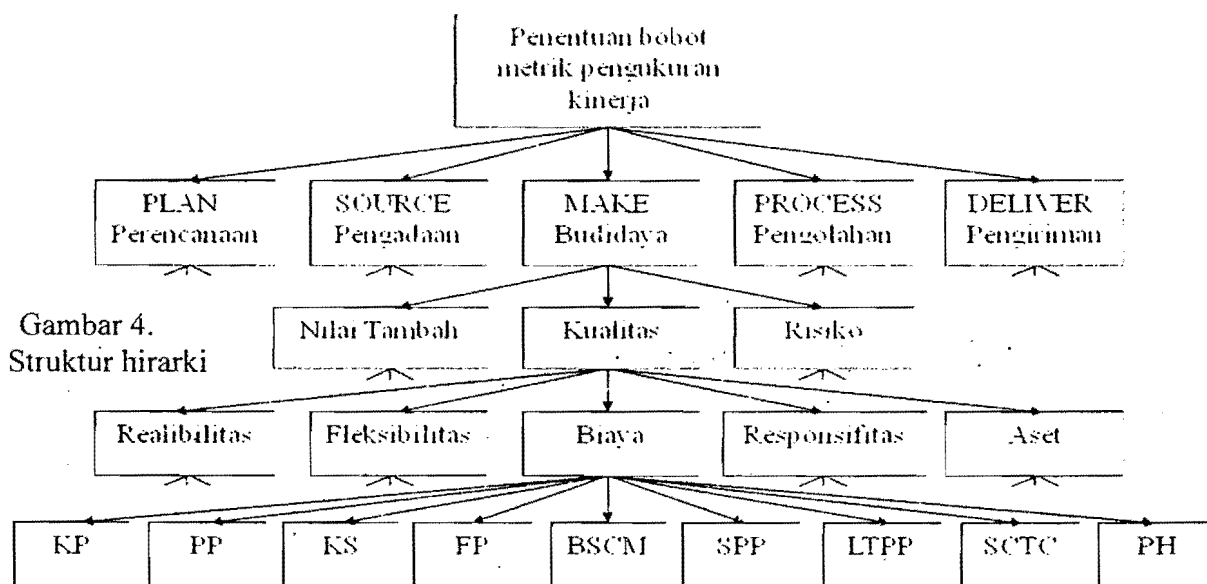 Penentuan bobot
metrik pengukuran
kinerja
PLAN
Perencanaan
SOURCE
Pengadaan
MAKE
Budidaya
PROCESS
Pengolahan
DELIVER
Pengiriman
Gambar 4.
Struktur hirarki
Nilai Tambah
Kualitas
Risiko
Realibilitas
Fleksibilitas
Biaya
Responsifitas
Aset
KP
PP
KS
FP
BSCM
SPP
LTPP
SCTC
PH